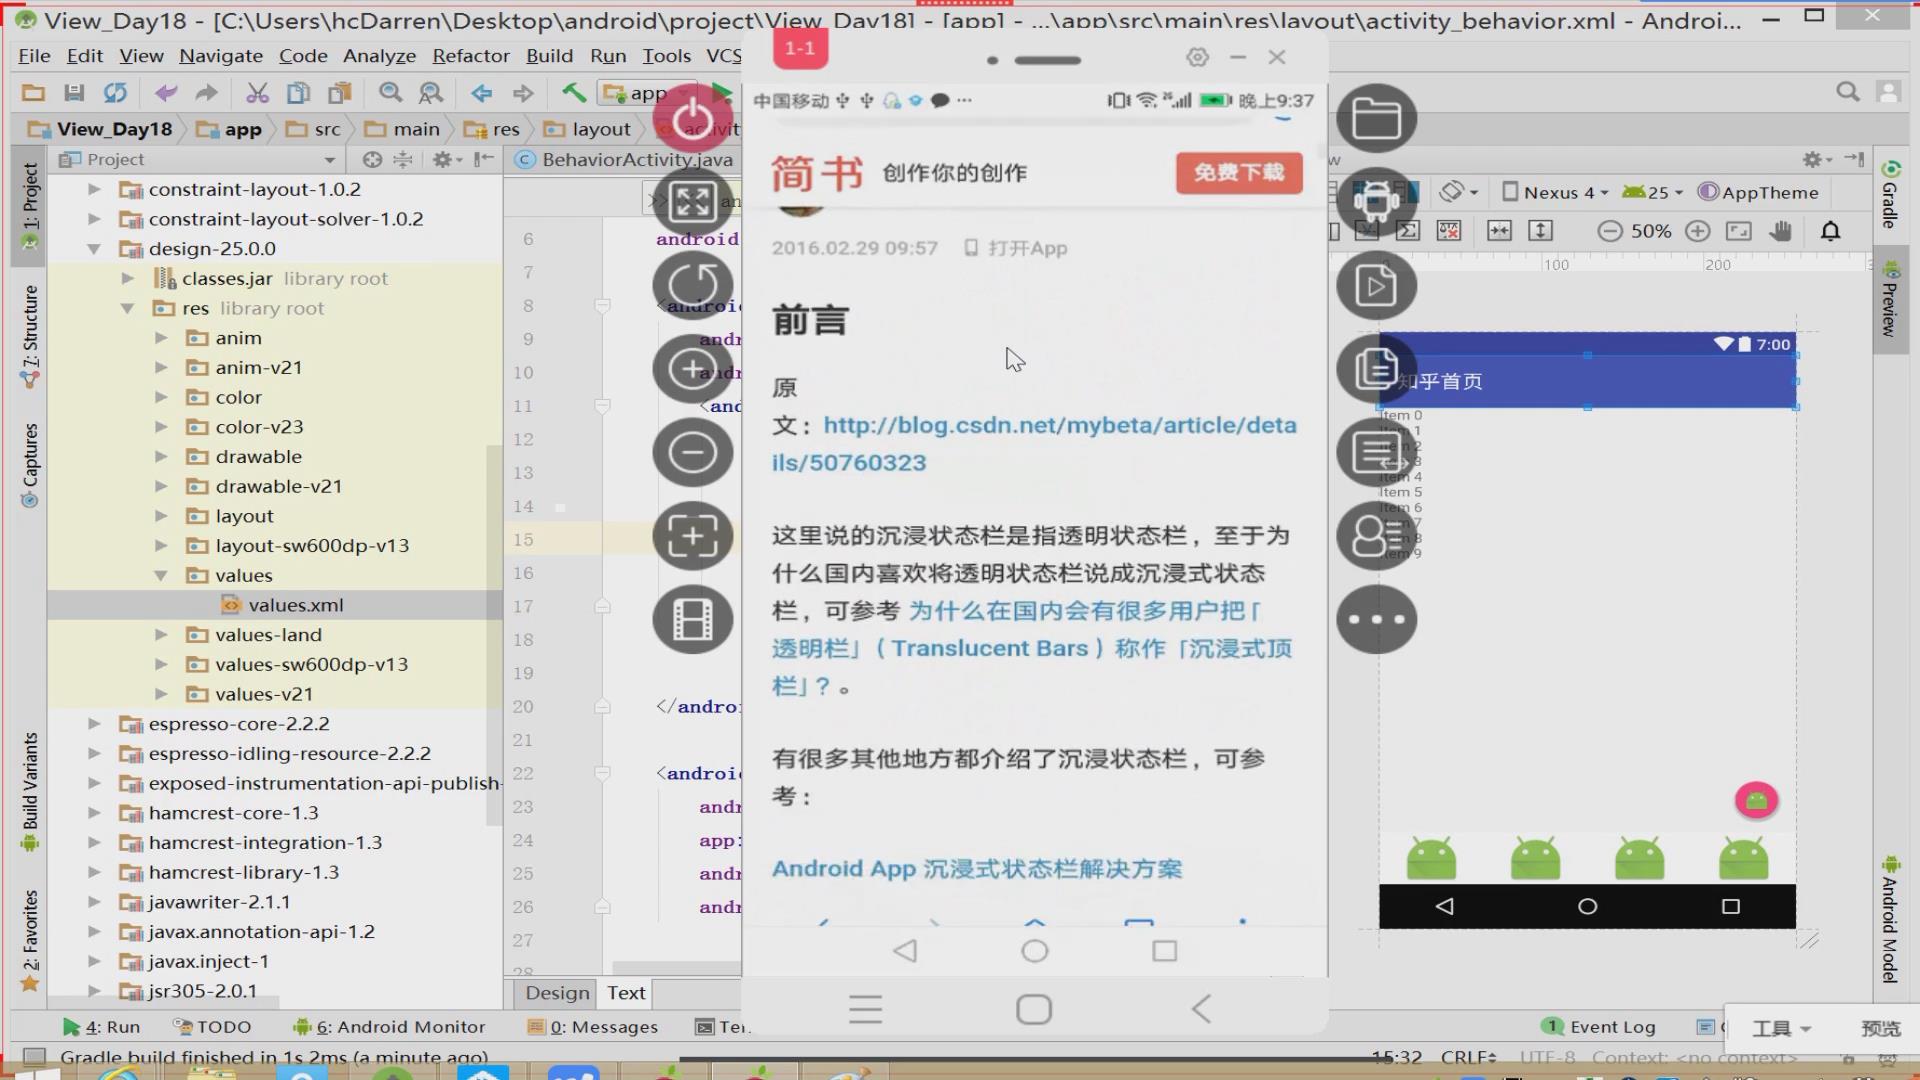 View_Day18 - [C:\Users\hcDarren\Desktop\android\project\View_Day18] - [app] - ...\app\src\main\res\layout\activity_behavior.xml - Androi...
File Edit View Navigate Code Analyze Refactor Build Run Tools VCS
app
View_Day18 app src main res layout
Project
BehaviorActivity.java
constraint-layout-1.0.2
constraint-layout-solver-1.0.2
design-25.0.0
classes.jar library root
res library root
anim
anim-v21
color
color-v23
drawable
drawable-v21
layout
layout-sw600dp-v13
values
values.xml
values-land
values-sw600dp-v13
values-v21
espresso-core-2.2.2
espresso-idling-resource-2.2.2
exposed-instrumentation-api-publish-
hamcrest-core-1.3
hamcrest-integration-1.3
hamcrest-library-1.3
javawriter-2.1.1
javax.annotation-api-1.2
javax.inject-1
jsr305-2.0.1
1: Project
7: Structure
Captures
Build Variants
2: Favorites
6 android
7
8 <androi
9 andr
10 andr
11 <and
12
13
14
15
16
17
18
19
20 </androi
21
22 <androi
23 andr
24 app:
25 andr
26 andr
27
28
Design Text
1-1
中国移动 晚上9:37
简书 创作你的创作 免费下载
2016.02.29 09:57 打开App
前言
原
文：http://blog.csdn.net/mybeta/article/deta
ils/50760323
这里说的沉浸状态栏是指透明状态栏，至于为
什么国内喜欢将透明状态栏说成沉浸式状态
栏，可参考 为什么在国内会有很多用户把「
透明栏」（Translucent Bars）称作「沉浸式顶
栏」？。
有很多其他地方都介绍了沉浸状态栏，可参
考：
Android App 沉浸式状态栏解决方案
Nexus 4 25 AppTheme
50%
100 200
7:00
知乎首页
Item 0
Item 1
Item 4
Item 5
Item 6
Gradle
Preview
Android Model
4: Run TODO 6: Android Monitor 0: Messages Te
1 Event Log
工具 预览
Gradle build finished in 1s 2ms (a minute ago)
15:32 CRLF UTF-8 Context: <no context>